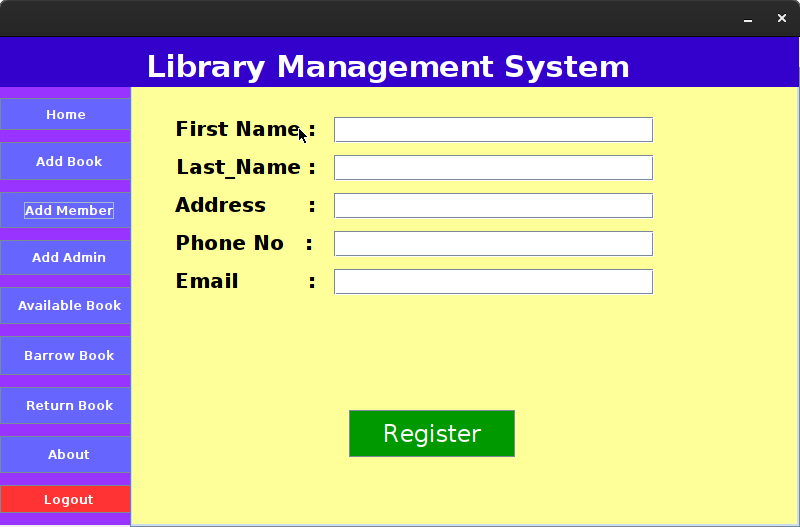 Library Management System
Home
Add Book
Add Member
Add Admin
Available Book
Barrow Book
Return Book
About
Logout
First Name :
Last_Name :
Address :
Phone No :
Email :
Register